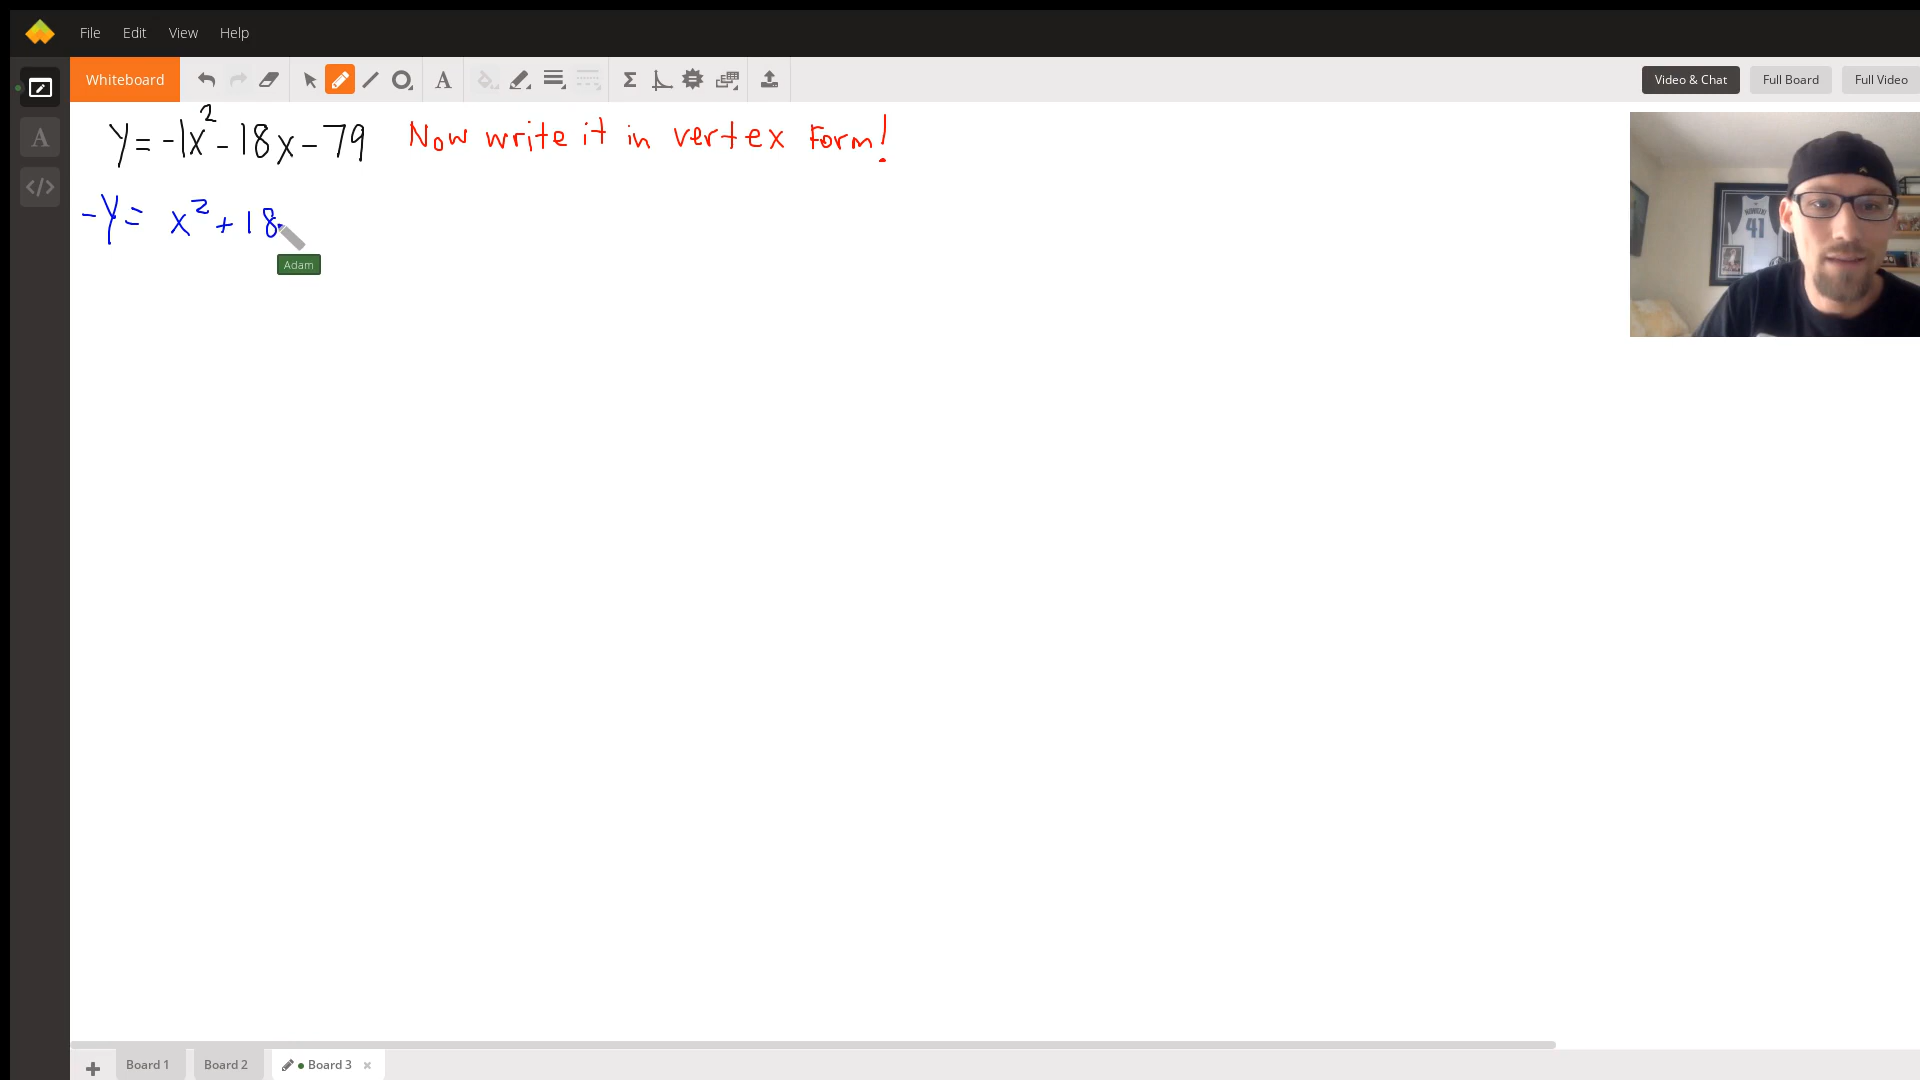 File Edit View Help
Whiteboard A Σ Video & Chat Full Board Full Video
A
</>
Y = -1x² - 18x - 79 Now write it in vertex form!
-Y = x² + 18
Adam
41
+ Board 1 Board 2 Board 3 ×